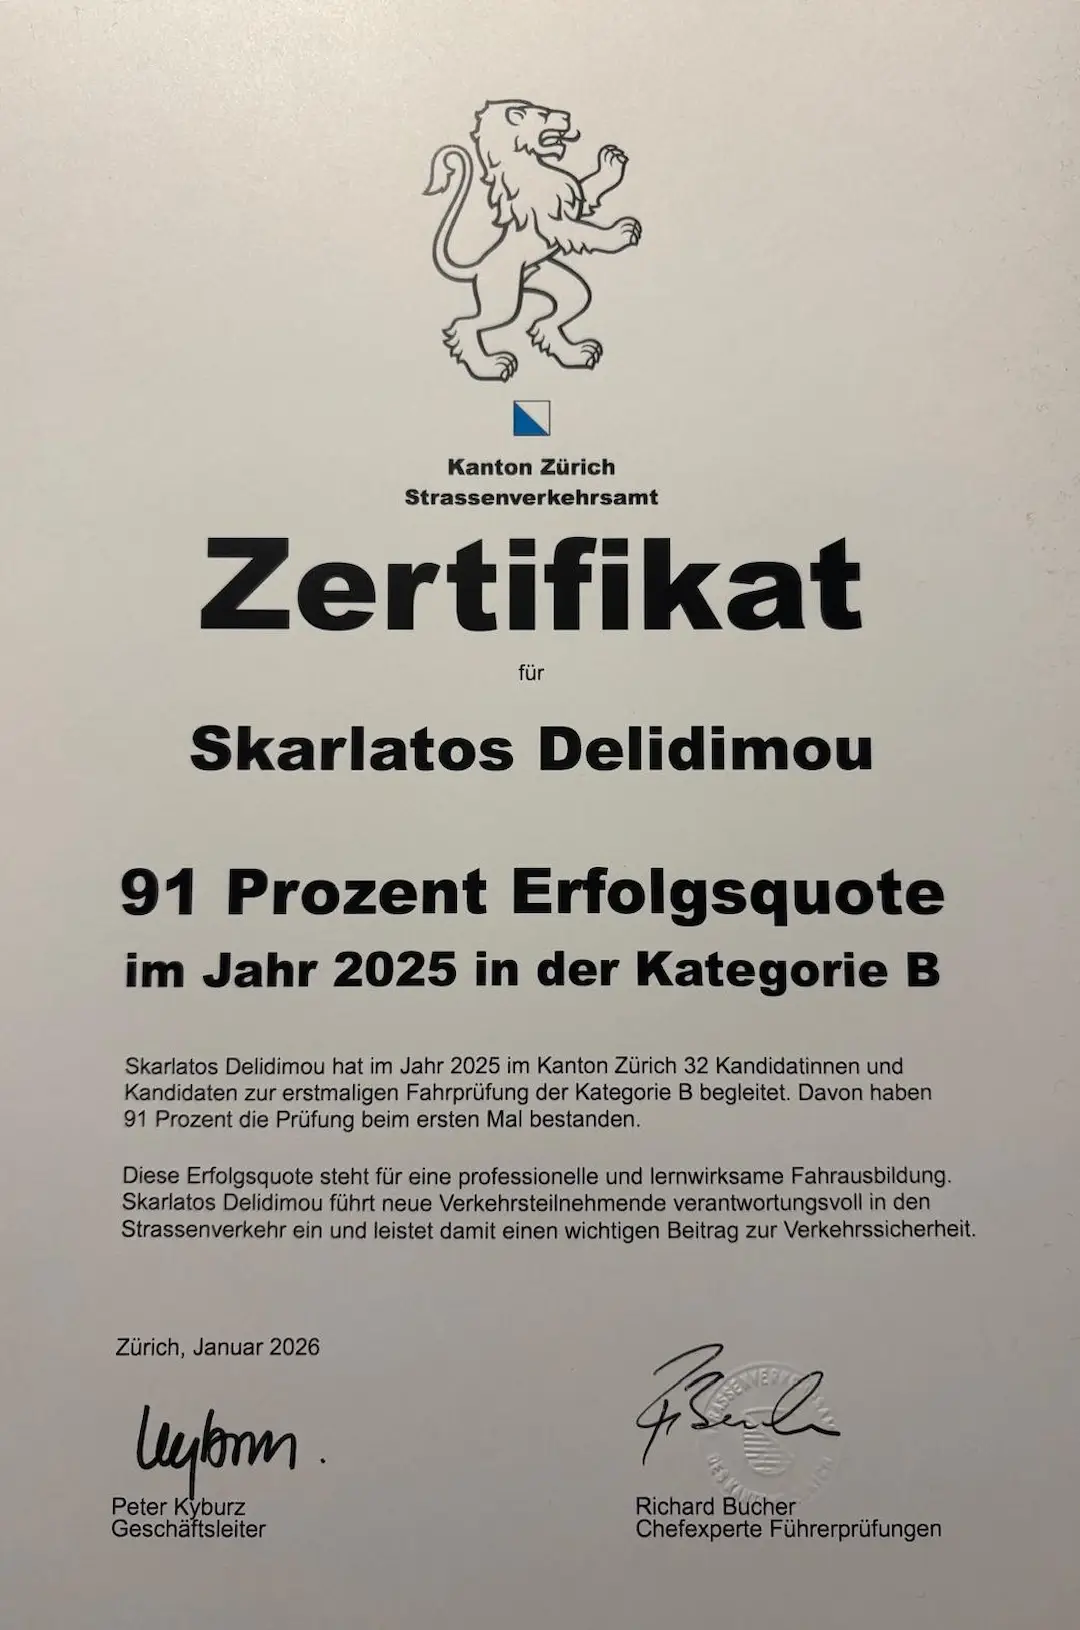 Kanton Zürich
Strassenverkehrsamt
Zertifikat
für
Skarlatos Delidimou
91 Prozent Erfolgsquote
im Jahr 2025 in der Kategorie B
Skarlatos Delidimou hat im Jahr 2025 im Kanton Zürich 32 Kandidatinnen und
Kandidaten zur erstmaligen Fahrprüfung der Kategorie B begleitet. Davon haben
91 Prozent die Prüfung beim ersten Mal bestanden.
Diese Erfolgsquote steht für eine professionelle und lernwirksame Fahrausbildung.
Skarlatos Delidimou führt neue Verkehrsteilnehmende verantwortungsvoll in den
Strassenverkehr ein und leistet damit einen wichtigen Beitrag zur Verkehrssicherheit.
Zürich, Januar 2026
Peter Kyburz
Geschäftsleiter
Richard Bucher
Chefexperte Führerprüfungen